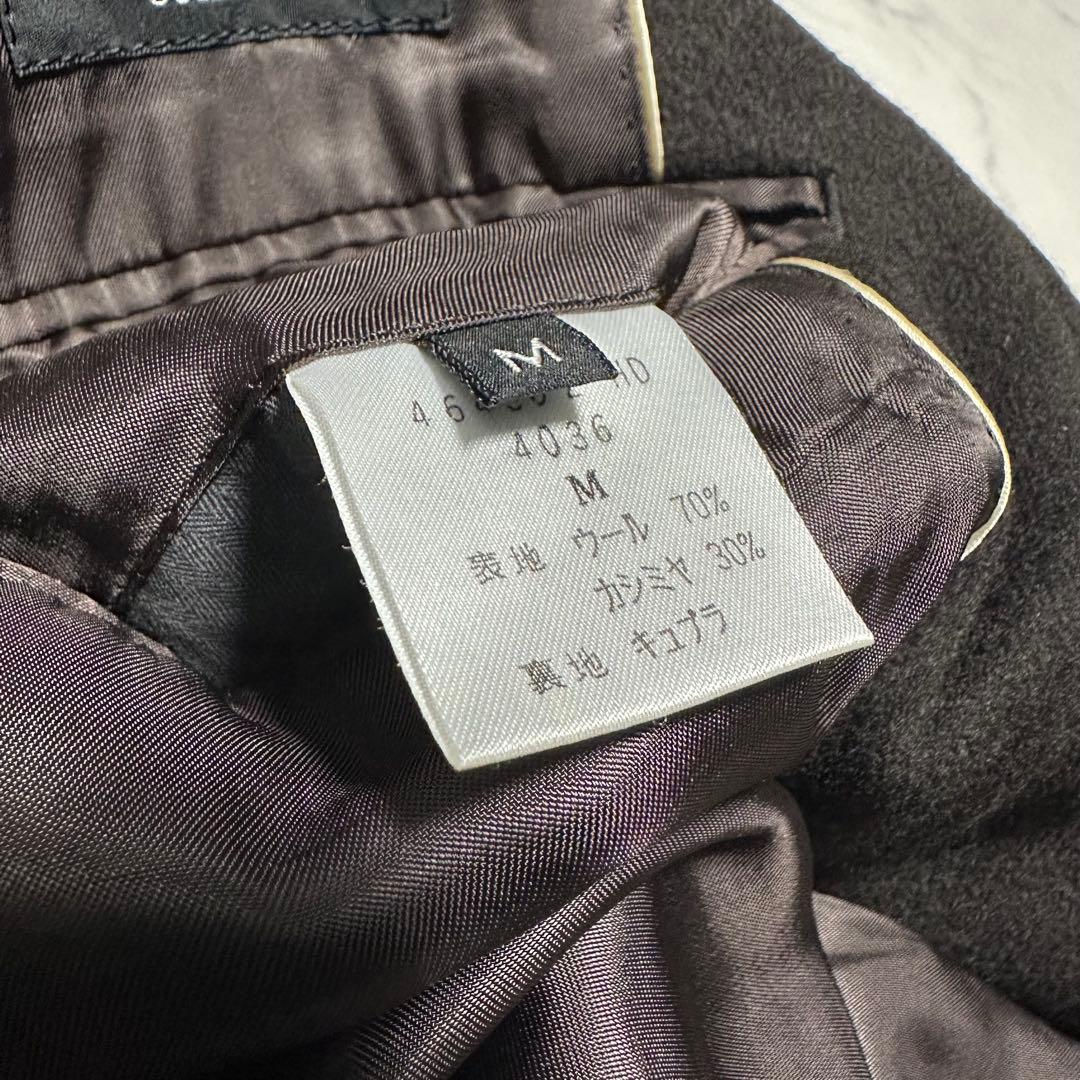 M
4036
M
表地 ウール 70%
カシミヤ 30%
裏地 キュプラ